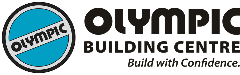 OLYMPIC
OLYMPIC
BUILDING CENTRE
Build with Confidence.